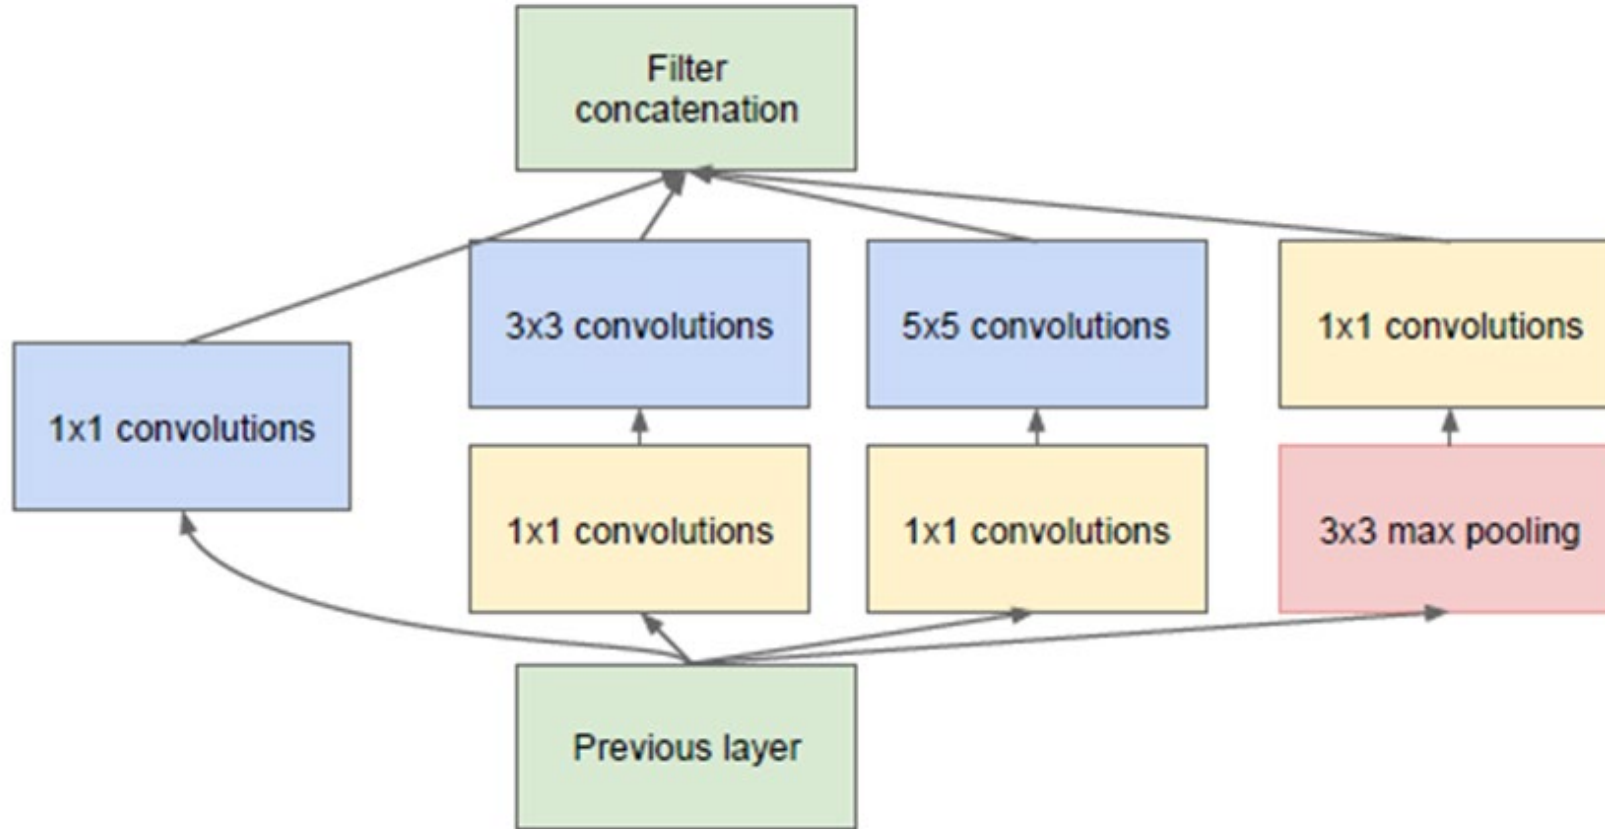 Filter
concatenation
3x3 convolutions
5x5 convolutions
1x1 convolutions
1x1 convolutions
1x1 convolutions
1x1 convolutions
3x3 max pooling
Previous layer